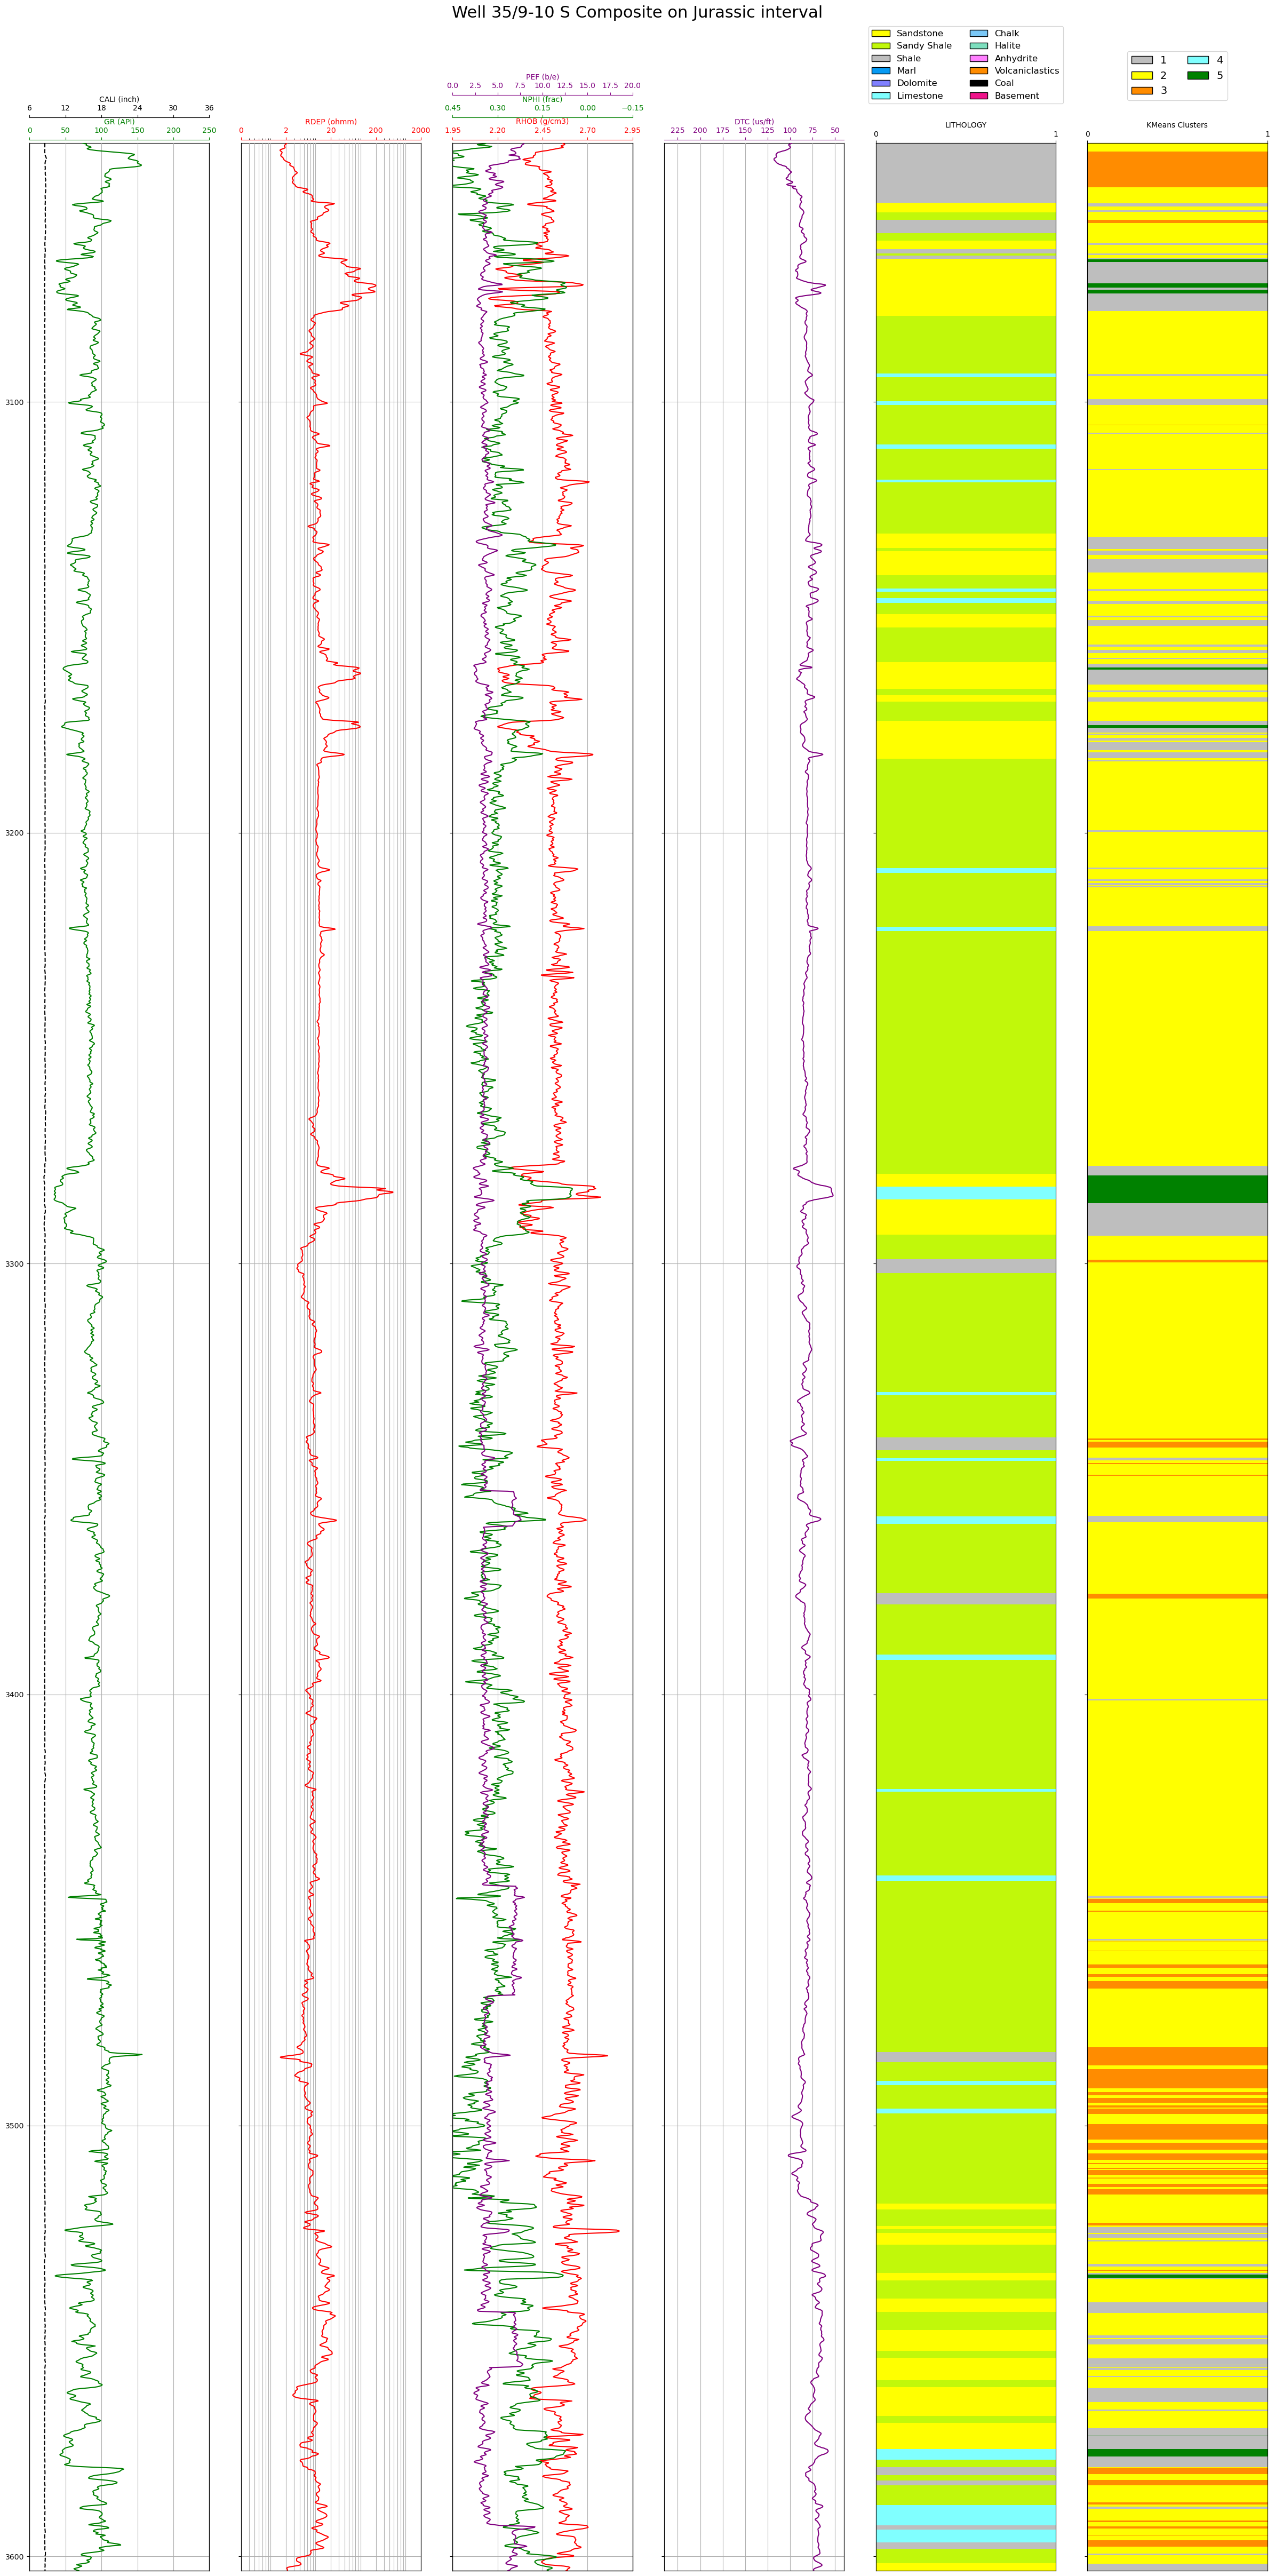 Well 35/9-10 S Composite on Jurassic interval
Sandstone Chalk
Sandy Shale Halite
Shale Anhydrite
Marl Volcaniclastics
Dolomite Coal
Limestone Basement
1 4
2 5
3
PEF (b/e)
0.0 2.5 5.0 7.5 10.0 12.5 15.0 17.5 20.0
CALI (inch) NPHI (frac)
6 12 18 24 30 36 0.45 0.30 0.15 0.00 −0.15
GR (API) RDEP (ohmm) RHOB (g/cm3) DTC (us/ft) LITHOLOGY KMeans Clusters
0 50 100 150 200 250 0 2 20 200 2000 1.95 2.20 2.45 2.70 2.95 225 200 175 150 125 100 75 50 0 1 0 1
3100
3200
3300
3400
3500
3600